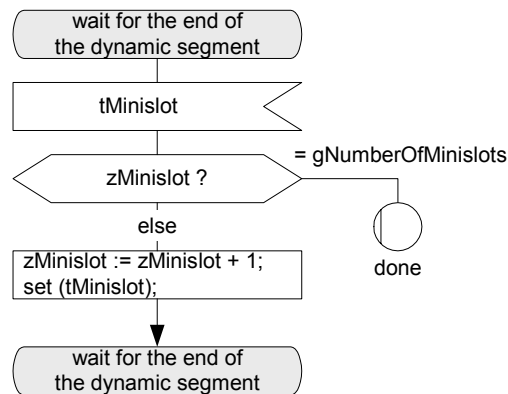 wait for the end of
the dynamic segment
tMinislot
= gNumberOfMinislots
zMinislot ?
else
done
zMinislot := zMinislot + 1;
set (tMinislot);
wait for the end of
the dynamic segment